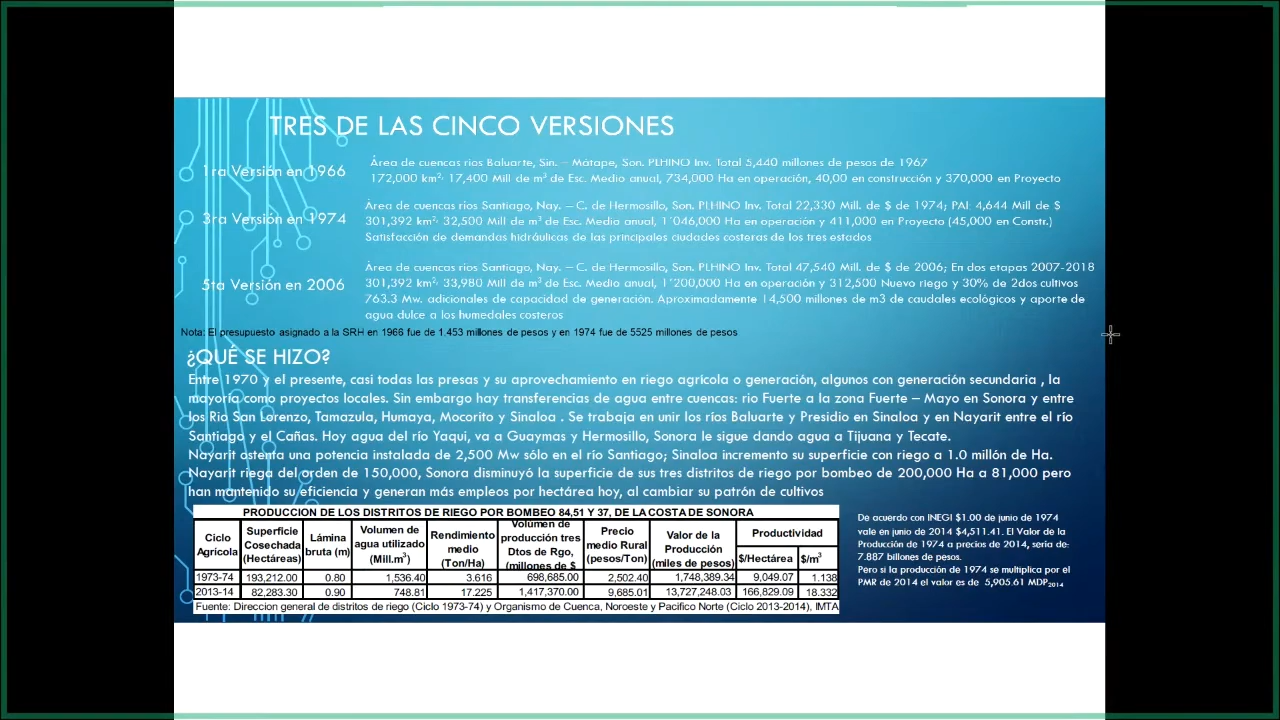 TRES DE LAS CINCO VERSIONES
1ra Versión en 1966
Área de cuencas rios Baluarte, Sin. – Mátape, Son. PLHINO Inv. Total 5,440 millones de pesos de 1967
172,000 km². 17,400 Mill de m³ de Esc. Medio anual, 734,000 Ha en operación, 40,00 en construcción y 370,000 en Proyecto
3ra Versión en 1974
Área de cuencas rios Santiago, Nay. – C. de Hermosillo, Son. PLHINO Inv. Total 22,330 Mill. de $ de 1974; PAI: 4,644 Mill de $
301,392 km². 32,500 Mill de m³ de Esc. Medio anual, 1´046,000 Ha en operación y 411,000 en Proyecto (45,000 en Constr.)
Satisfacción de demandas hidráulicas de las principales ciudades costeras de los tres estados
5sta Versión en 2006
Área de cuencas rios Santiago, Nay. – C. de Hermosillo, Son. PLHINO Inv. Total 47,540 Mill. de $ de 2006; En dos etapas 2007-2018
301,392 km². 33,980 Mill de m³ de Esc. Medio anual, 1´200,000 Ha en operación y 312,500 Nuevo riego y 30% de 2dos cultivos
763.3 Mw. adicionales de capacidad de generación. Aproximadamente 14,500 millones de m3 de caudales ecológicos y aporte de
agua dulce a los humedales costeros
Nota: El presupuesto asignado a la SRH en 1966 fue de 1.453 millones de pesos y en 1974 fue de 5525 millones de pesos
¿QUÉ SE HIZO?
Entre 1970 y el presente, casi todas las presas y su aprovechamiento en riego agrícola o generación, algunos con generación secundaria , la
mayoría como proyectos locales. Sin embargo hay transferencias de agua entre cuencas: rio Fuerte a la zona Fuerte – Mayo en Sonora y entre
los Rio San Lorenzo, Tamazula, Humaya, Mocorito y Sinaloa . Se trabaja en unir los ríos Baluarte y Presidio en Sinaloa y en Nayarit entre el río
Santiago y el Cañas. Hoy agua del río Yaqui, va a Guaymas y Hermosillo, Sonora le sigue dando agua a Tijuana y Tecate.
Nayarit ostenta una potencia instalada de 2,500 Mw sólo en el río Santiago; Sinaloa incremento su superficie con riego a 1.0 millón de Ha.
Nayarit riega del orden de 150,000, Sonora disminuyó la superficie de sus tres distritos de riego por bombeo de 200,000 Ha a 81,000 pero
han mantenido su eficiencia y generan más empleos por hectárea hoy, al cambiar su patrón de cultivos
PRODUCCION DE LOS DISTRITOS DE RIEGO POR BOMBEO 84,51 Y 37, DE LA COSTA DE SONORA
Ciclo Agrícola Superficie Cosechada (Hectáreas) Lámina bruta (m) Volumen de agua utilizado (Mill.m³) Rendimiento medio (Ton/Ha) Volumen de producción tres Dtos de Rgo, (millones de $ Precio medio Rural (pesos/Ton) Valor de la Producción (miles de pesos) Productividad $/Hectárea $/m³
1973-74 193,212.00 0.80 1,536.40 3.616 698,685.00 2,502.40 1,748,389.34 9,049.07 1.138
2013-14 82,283.30 0.90 748.81 17.225 1,417,370.00 9,685.01 13,727,248.03 166,829.09 18.332
Fuente: Direccion general de distritos de riego (Ciclo 1973-74) y Organismo de Cuenca, Noroeste y Pacifico Norte (Ciclo 2013-2014), IMTA
De acuerdo con INEGI $1.00 de junio de 1974
vale en junio de 2014 $4,511.41. El Valor de la
Producción de 1974 a precios de 2014, sería de:
7.887 billones de pesos.
Pero si la producción de 1974 se multiplica por el
PMR de 2014 el valor es de 5,905.61 MDP2014